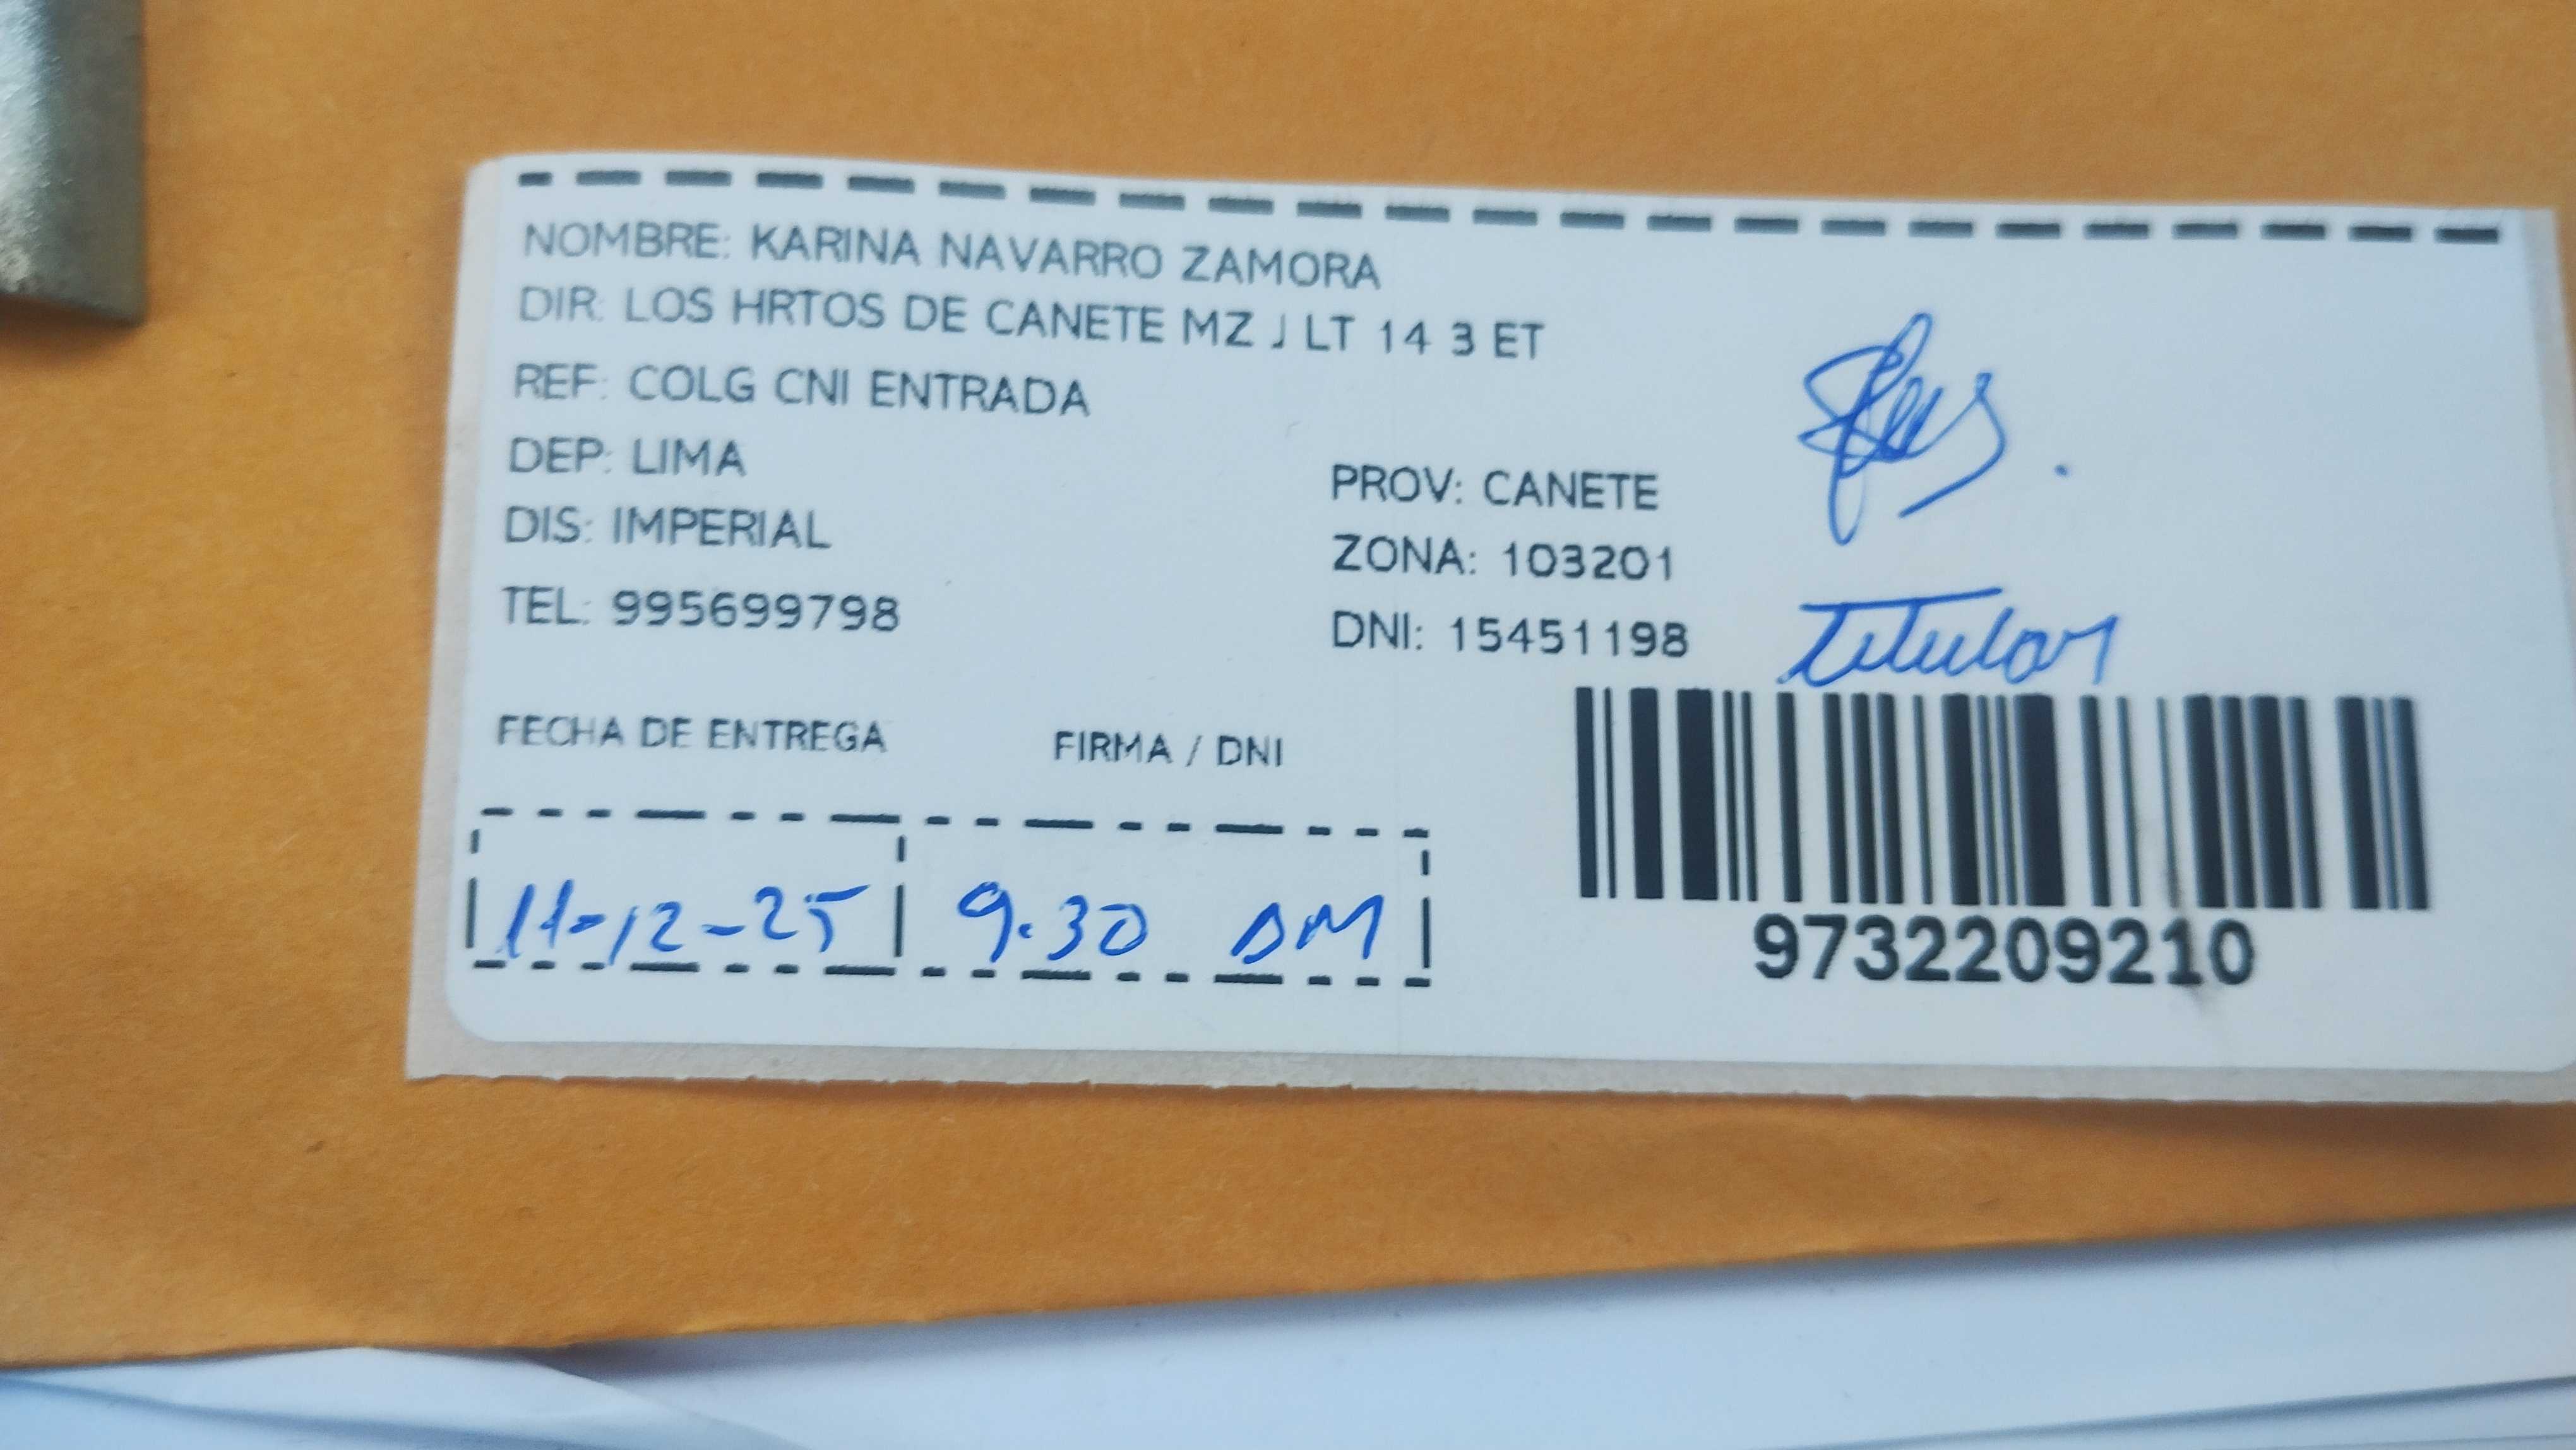 NOMBRE: KARINA NAVARRO ZAMORA
DIR: LOS HRTOS DE CANETE MZ J LT 14 3 ET
REF: COLG CNI ENTRADA
DEP: LIMA
PROV: CANETE
DIS: IMPERIAL
ZONA: 103201
TEL: 995699798
DNI: 15451198
Titular
FECHA DE ENTREGA
FIRMA / DNI
11-12-25
9.30 AM
9732209210